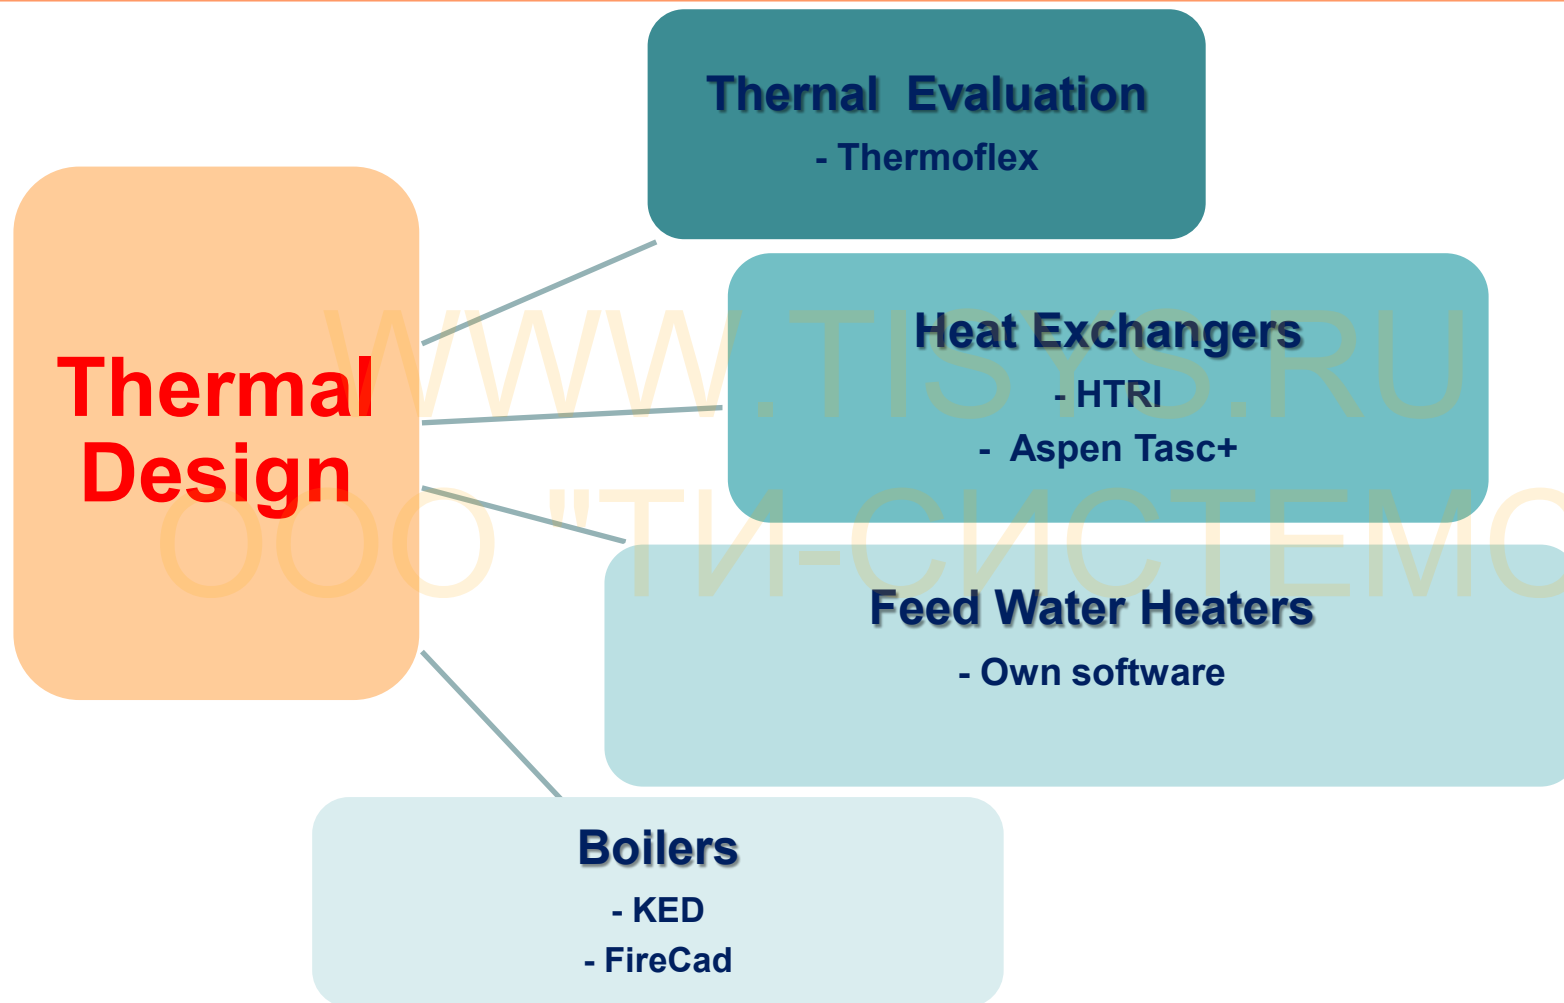 Thernal Evaluation
- Thermoflex
Thermal
Design
Heat Exchangers
- HTRI
- Aspen Tasc+
Feed Water Heaters
- Own software
Boilers
- KED
- FireCad
WWW.TISYS.RU
ООО "ТИ-СИСТЕМС